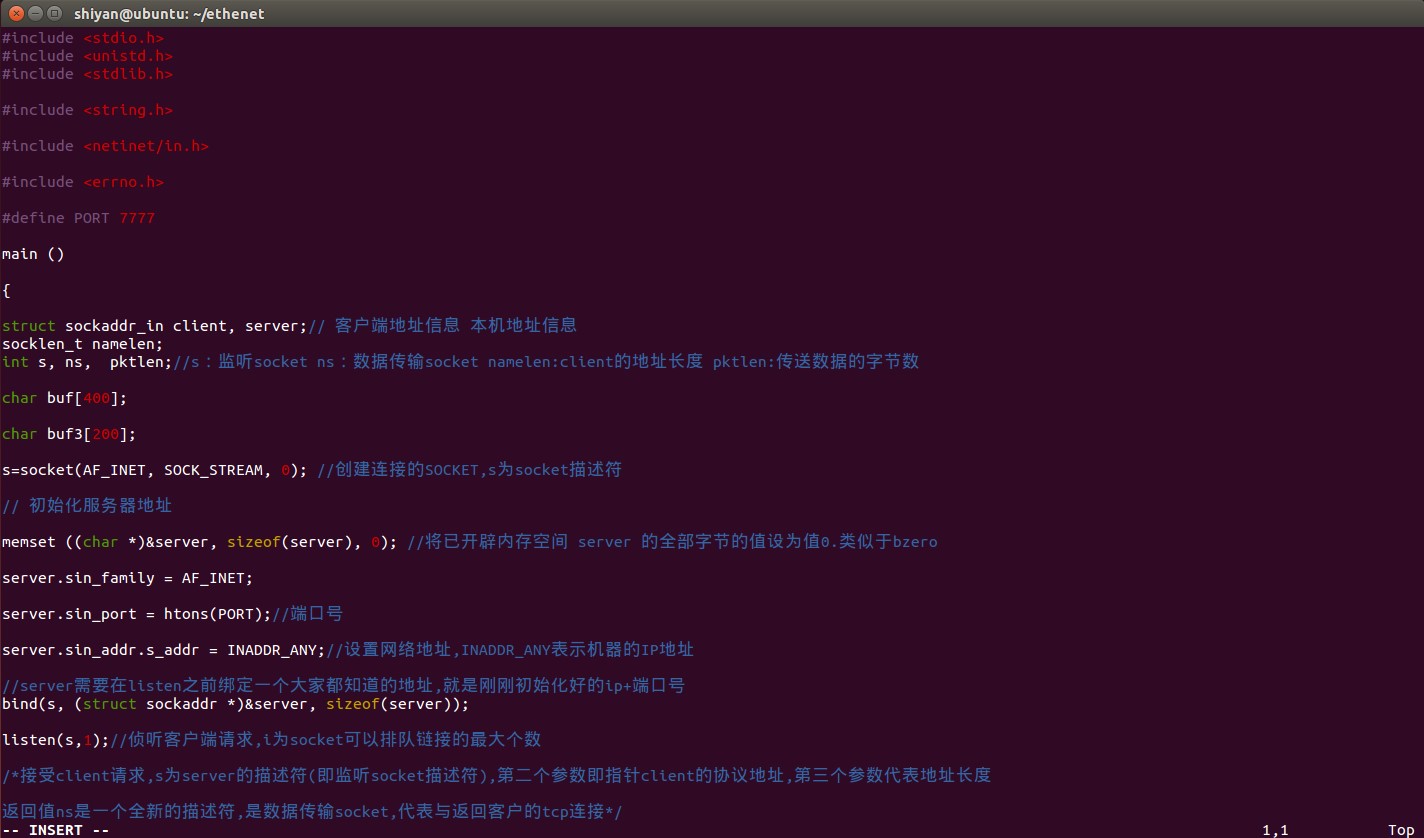 shiyan@ubuntu: ~/ethenet
#include <stdio.h>
#include <unistd.h>
#include <stdlib.h>
#include <string.h>
#include <netinet/in.h>
#include <errno.h>
#define PORT 7777
main ()
{
struct sockaddr_in client, server;// 客户端地址信息 本机地址信息
socklen_t namelen;
int s, ns,  pktlen;//s：监听socket ns：数据传输socket namelen:client的地址长度 pktlen:传送数据的字节数
char buf[400];
char buf3[200];
s=socket(AF_INET, SOCK_STREAM, 0); //创建连接的SOCKET,s为socket描述符
// 初始化服务器地址
memset ((char *)&server, sizeof(server), 0); //将已开辟内存空间 server 的全部字节的值设为值0.类似于bzero
server.sin_family = AF_INET;
server.sin_port = htons(PORT);//端口号
server.sin_addr.s_addr = INADDR_ANY;//设置网络地址,INADDR_ANY表示机器的IP地址
//server需要在listen之前绑定一个大家都知道的地址,就是刚刚初始化好的ip+端口号
bind(s, (struct sockaddr *)&server, sizeof(server));
listen(s,1);//侦听客户端请求,i为socket可以排队链接的最大个数
/*接受client请求,s为server的描述符(即监听socket描述符),第二个参数即指针client的协议地址,第三个参数代表地址长度
返回值ns是一个全新的描述符,是数据传输socket,代表与返回客户的tcp连接*/
-- INSERT --
1,1
Top